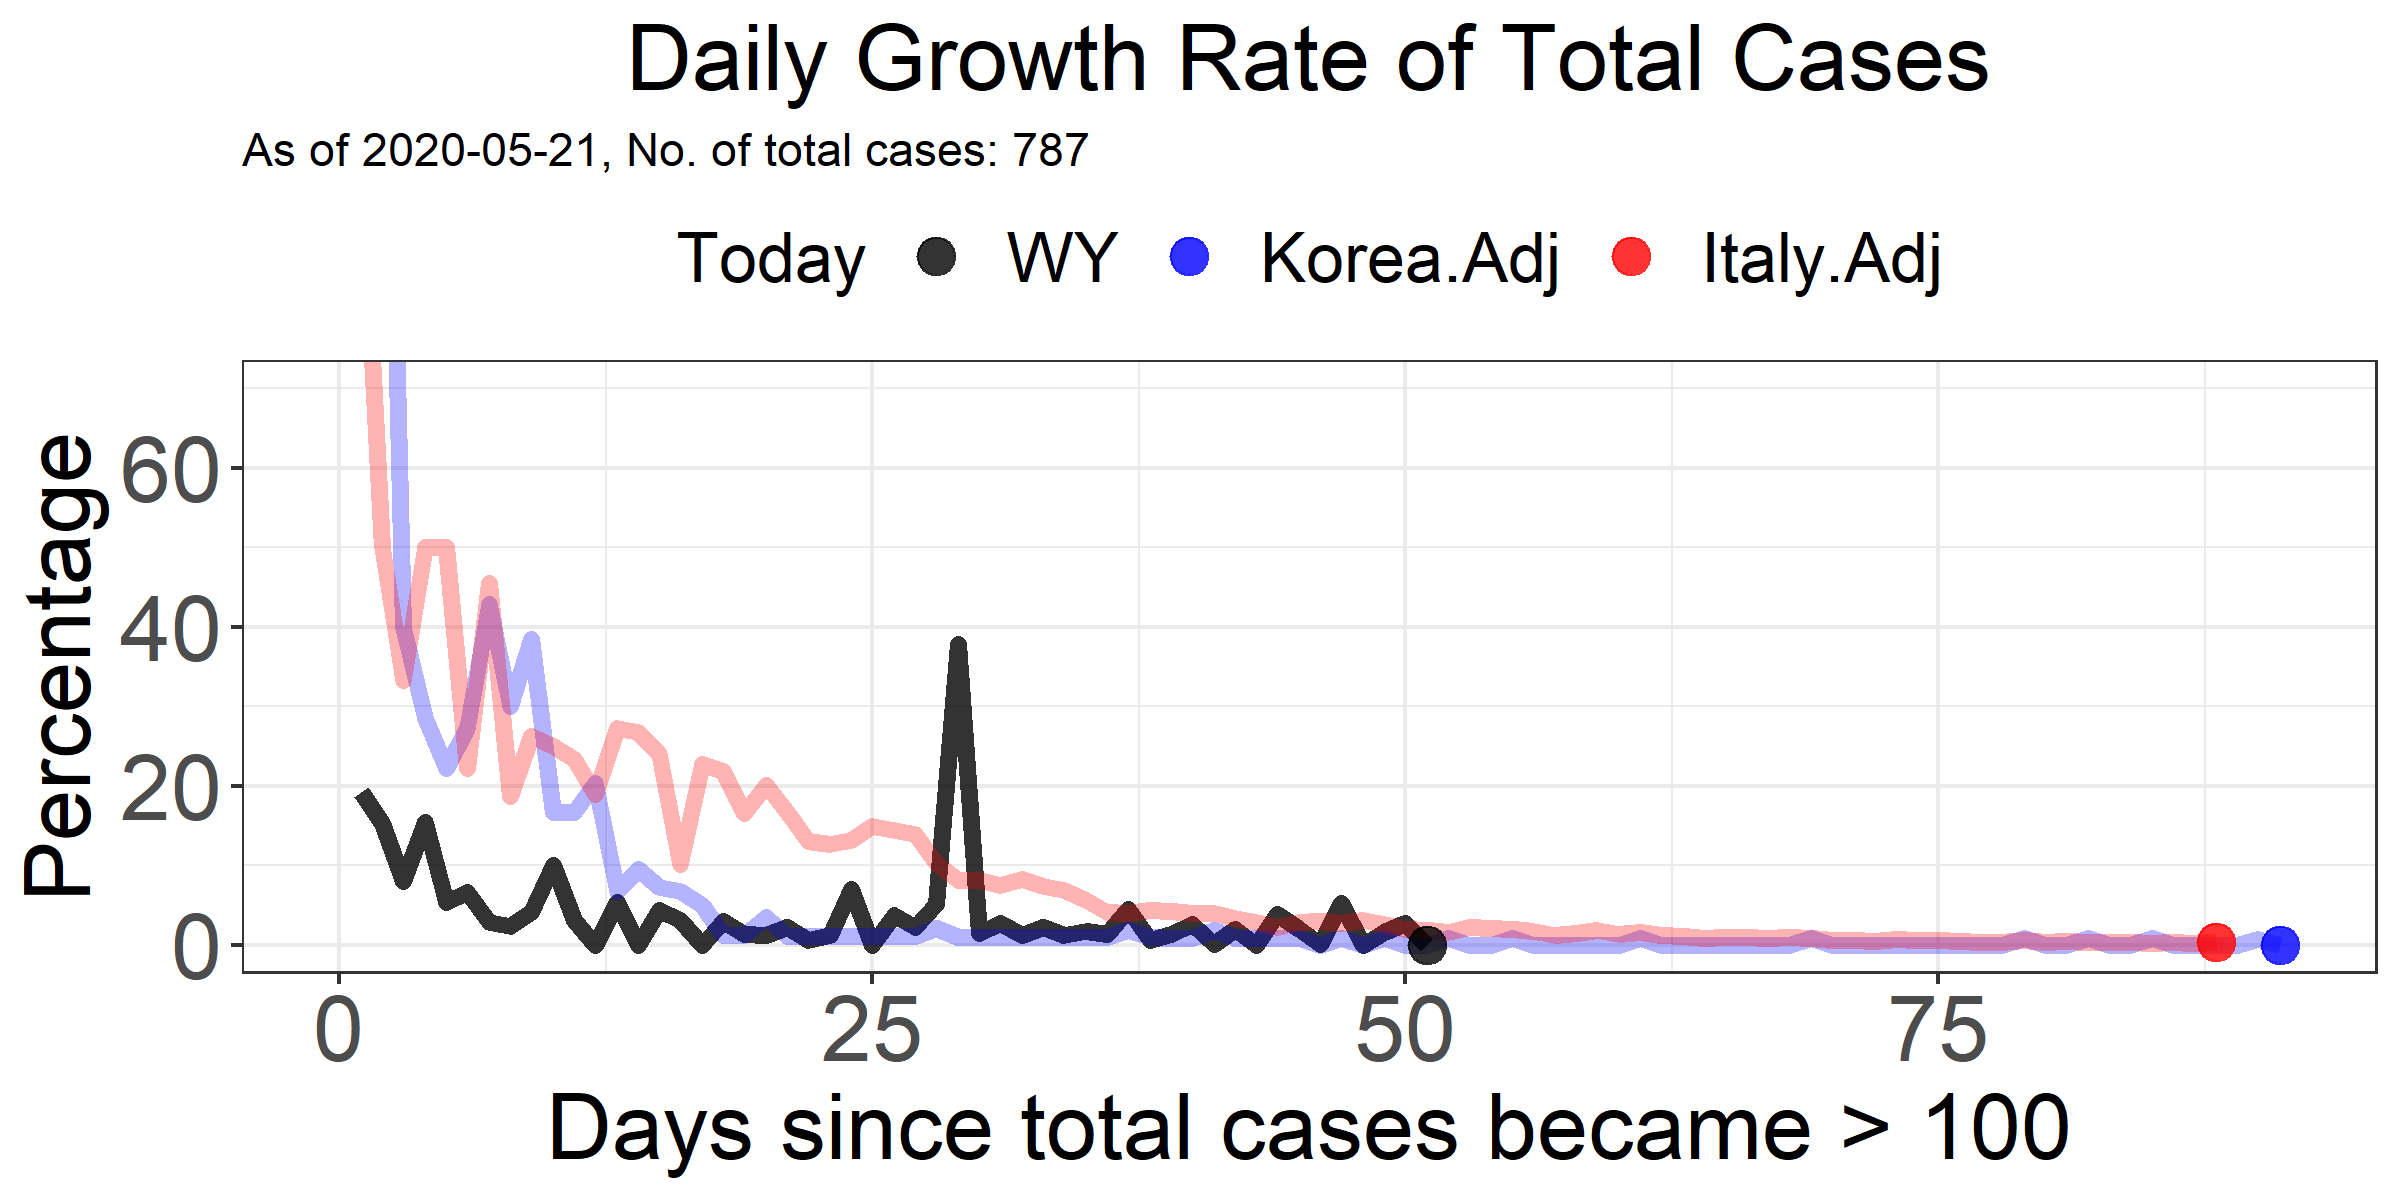 Daily Growth Rate of Total Cases
As of 2020-05-21, No. of total cases: 787
Today WY Korea.Adj Italy.Adj
Percentage
60
40
20
0
0 25 50 75
Days since total cases became > 100